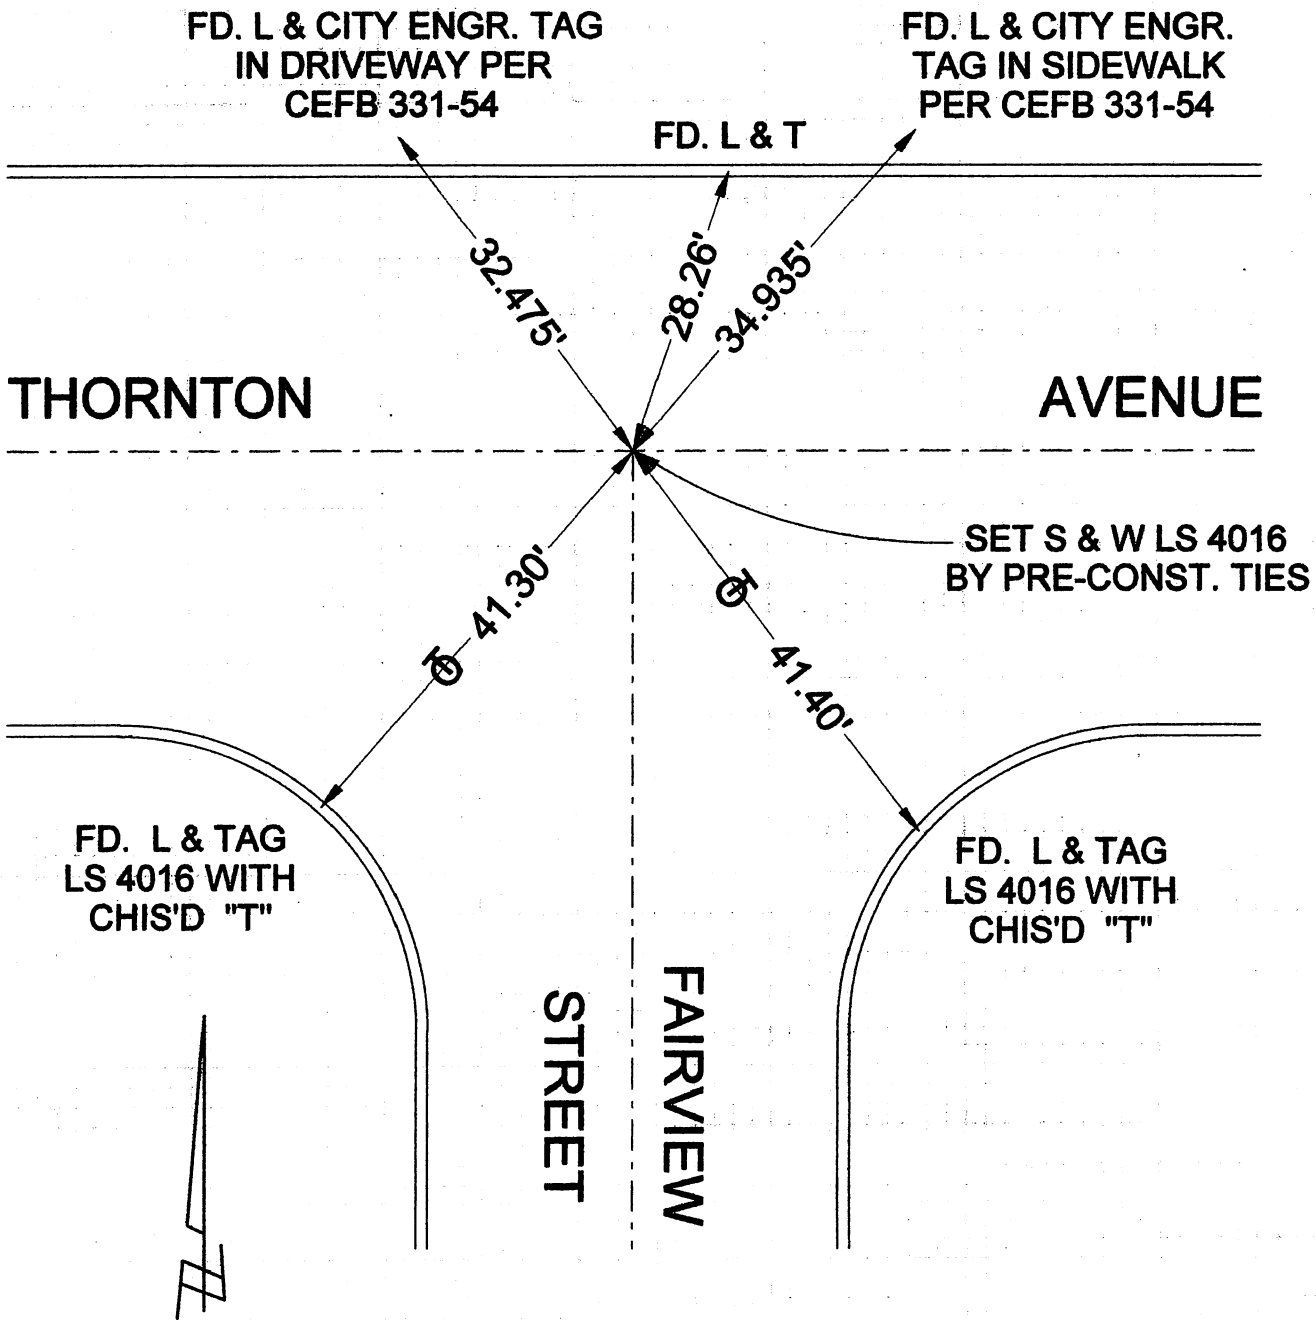 FD. L & CITY ENGR. TAG
IN DRIVEWAY PER
CEFB 331-54
FD. L & CITY ENGR.
TAG IN SIDEWALK
PER CEFB 331-54
FD. L & T
32.475'
28.26'
34.935'
THORNTON AVENUE
SET S & W LS 4016
BY PRE-CONST. TIES
41.30'
41.40'
FD. L & TAG
LS 4016 WITH
CHIS'D "T"
FD. L & TAG
LS 4016 WITH
CHIS'D "T"
FAIRVIEW
STREET